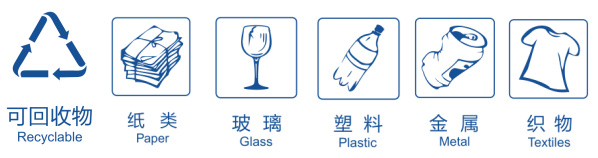 可回收物
Recyclable
纸 类
Paper
玻 璃
Glass
塑 料
Plastic
金 属
Metal
织 物
Textiles